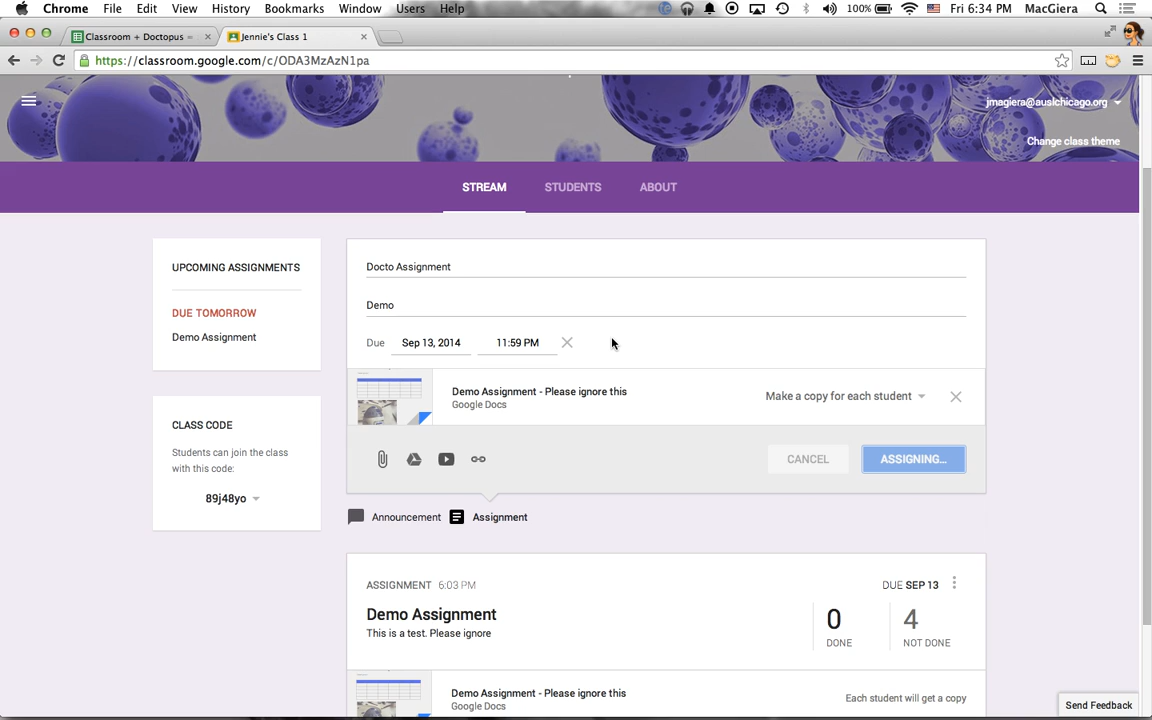 Chrome File Edit View History Bookmarks Window Users Help 100% Fri 6:34 PM MacGiera
Classroom + Doctopus = Jennie's Class 1
https://classroom.google.com/c/ODA3MzAzN1pa
jmagiera@auslchicago.org
Change class theme
STREAM STUDENTS ABOUT
UPCOMING ASSIGNMENTS
DUE TOMORROW
Demo Assignment
CLASS CODE
Students can join the class
with this code:
89j48yo
Docto Assignment
Demo
Due Sep 13, 2014 11:59 PM
Demo Assignment - Please ignore this
Google Docs
Make a copy for each student
CANCEL ASSIGNING...
Announcement Assignment
ASSIGNMENT 6:03 PM
DUE SEP 13
Demo Assignment
This is a test. Please ignore
0 4
DONE NOT DONE
Demo Assignment - Please ignore this
Google Docs
Each student will get a copy
Send Feedback